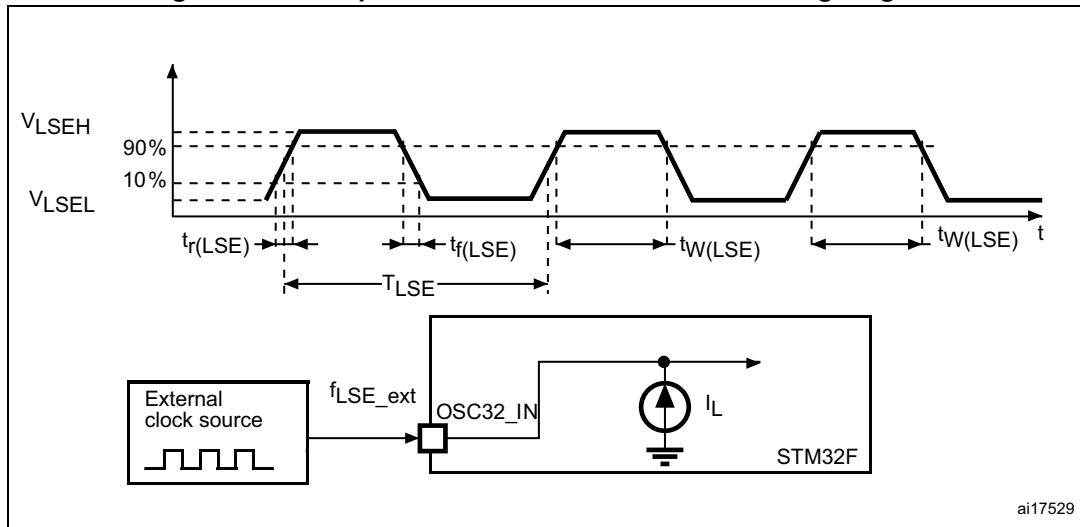 VLSEH
90%
10%
VLSEL
tr(LSE)
tf(LSE)
tW(LSE)
tW(LSE)
t
TLSE
External
clock source
fLSE_ext
OSC32_IN
IL
STM32F
ai17529